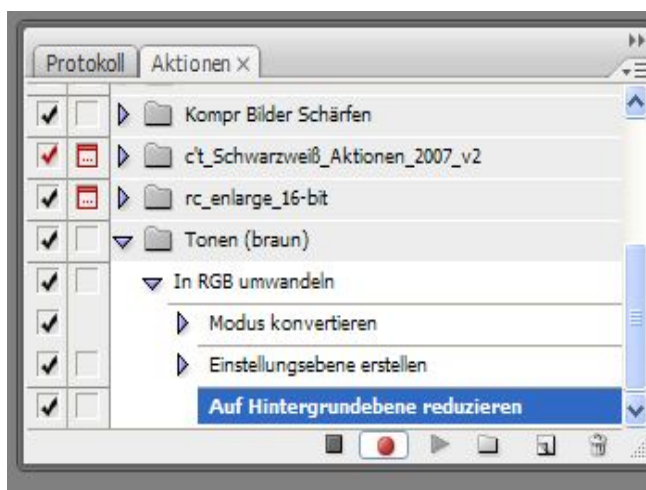 Protokoll Aktionen ×
Kompr Bilder Schärfen
c't_Schwarzweiß_Aktionen_2007_v2
rc_enlarge_16-bit
Tonen (braun)
In RGB umwandeln
Modus konvertieren
Einstellungsebene erstellen
Auf Hintergrundebene reduzieren